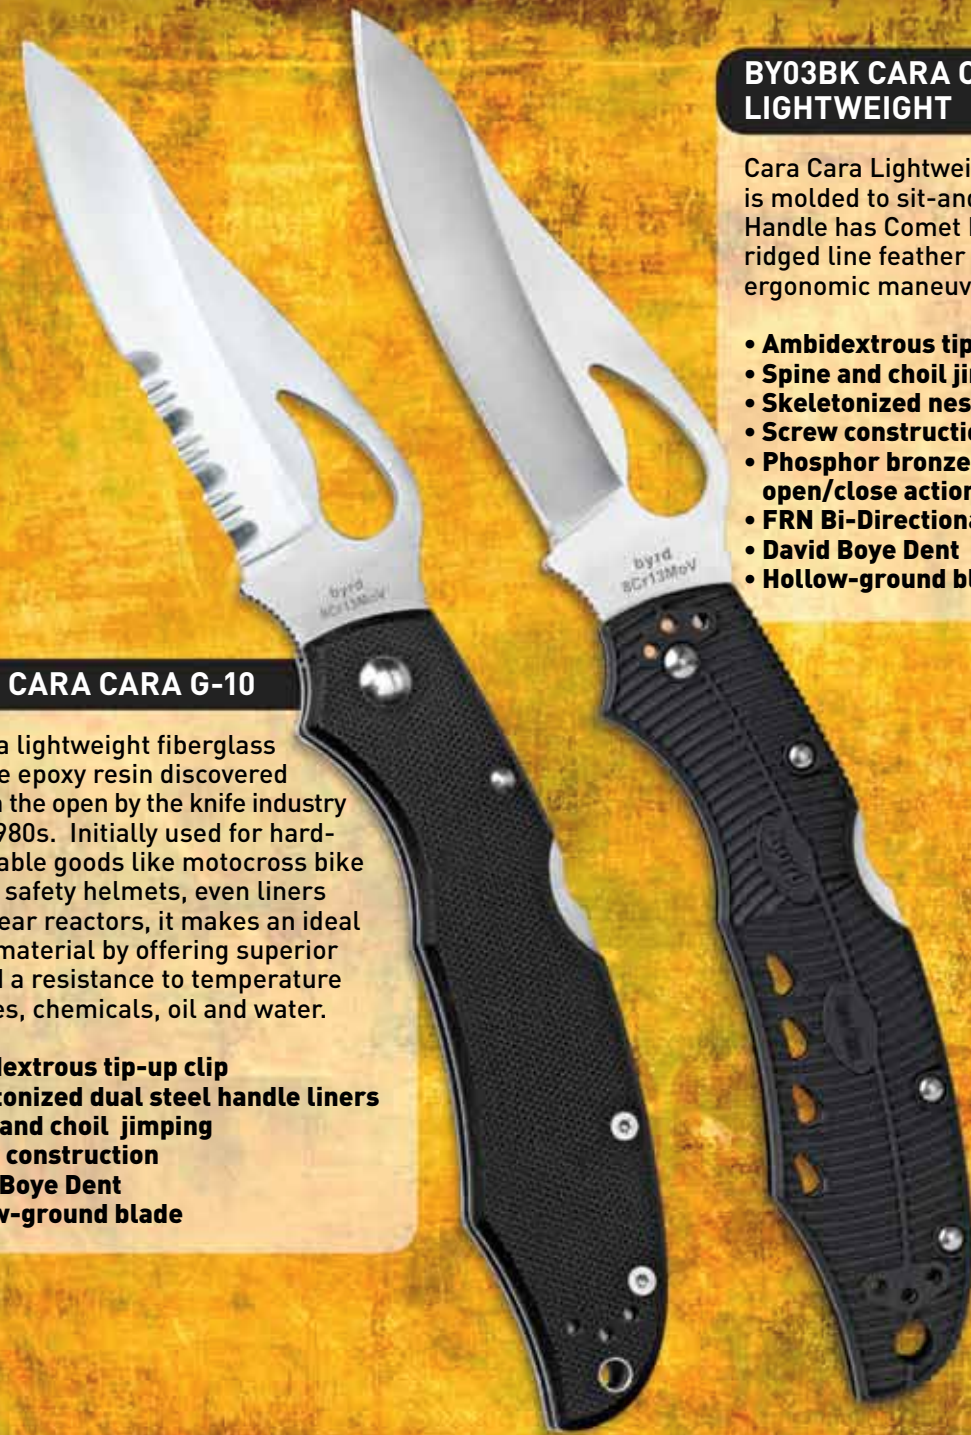 BY03BK CARA C
LIGHTWEIGHT
Cara Cara Lightwei
is molded to sit-and
Handle has Comet
ridged line feather
ergonomic maneuv
• Ambidextrous tip
• Spine and choil ji
• Skeletonized nes
• Screw constructi
• Phosphor bronze
open/close action
• FRN Bi-Directiona
• David Boye Dent
• Hollow-ground bl
byrd
8Cr13MoV
byrd
8Cr13MoV
CARA CARA G-10
a lightweight fiberglass
e epoxy resin discovered
n the open by the knife industry
980s. Initially used for hard-
able goods like motocross bike
safety helmets, even liners
ear reactors, it makes an ideal
material by offering superior
d a resistance to temperature
es, chemicals, oil and water.
dextrous tip-up clip
tonized dual steel handle liners
and choil jimping
construction
Boye Dent
w-ground blade
byrd